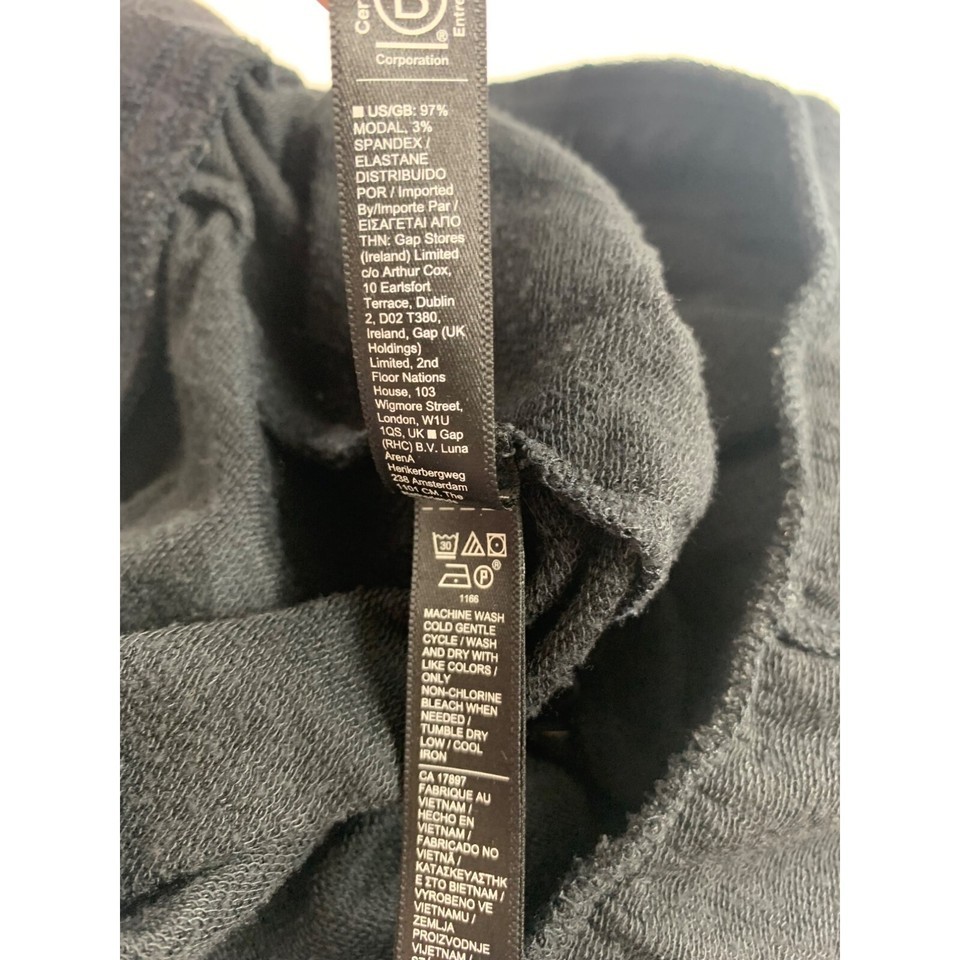 Cer
B
Entre
®
Corporation
US/GB: 97%
MODAL, 3%
SPANDEX /
ELASTANE
DISTRIBUIDO
POR / Imported
By/Importe Par /
ΕΙΣΑΓΕΤΑΙ ΑΠΟ
ΤΗΝ: Gap Stores
(Ireland) Limited
c/o Arthur Cox,
10 Earlsfort
Terrace, Dublin
2, D02 T380,
Ireland, Gap (UK
Holdings)
Limited, 2nd
Floor Nations
House, 103
Wigmore Street,
London, W1U
1QS, UK ■ Gap
(RHC) B.V. Luna
ArenA
Herikerbergweg
238 Amsterdam
1101 CM. The
30
P ®
1166
MACHINE WASH
COLD GENTLE
CYCLE / WASH
AND DRY WITH
LIKE COLORS /
ONLY
NON-CHLORINE
BLEACH WHEN
NEEDED /
TUMBLE DRY
LOW / COOL
IRON
CA 17897
FABRIQUE AU
VIETNAM /
HECHO EN
VIETNAM /
FABRICADO NO
VIETNÃ /
ΚΑΤΑΣΚΕΥΑΣΤΗΚ
Ε ΣΤΟ ΒΙΕΤΝΑΜ /
VYROBENO VE
VIETNAMU /
ZEMLJA
PROIZVODNJE
VIJETNAM /